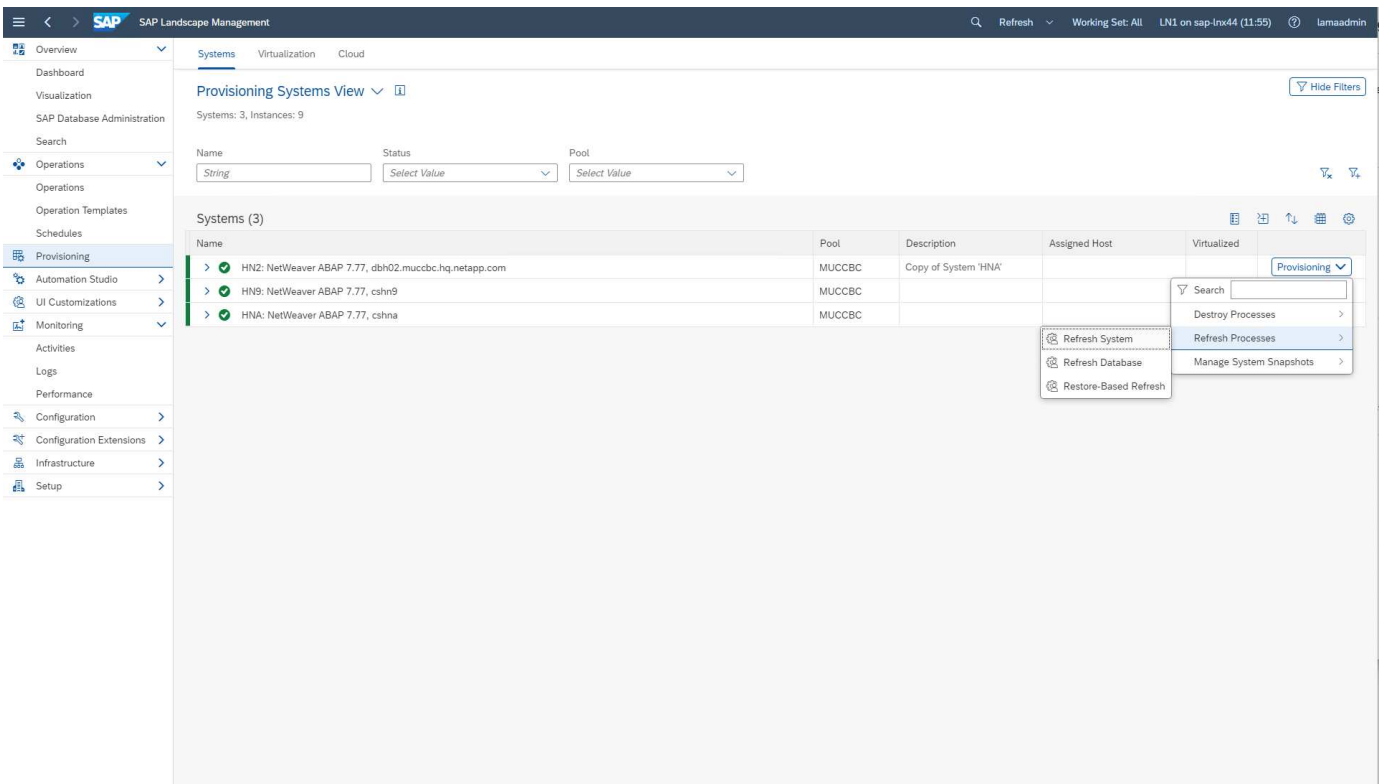 SAP SAP Landscape Management Refresh Working Set: All LN1 on sap-lnx44 (11:55) lamaadmin
Overview
Dashboard
Visualization
SAP Database Administration
Search
Operations
Operations
Operation Templates
Schedules
Provisioning
Automation Studio
UI Customizations
Monitoring
Activities
Logs
Performance
Configuration
Configuration Extensions
Infrastructure
Setup
Systems Virtualization Cloud
Provisioning Systems View
Hide Filters
Systems: 3, Instances: 9
Name Status Pool
String Select Value Select Value
Systems (3)
Name Pool Description Assigned Host Virtualized
HN2: NetWeaver ABAP 7.77, dbh02.muccbc.hq.netapp.com MUCCBC Copy of System 'HNA' Provisioning
HN9: NetWeaver ABAP 7.77, cshn9 MUCCBC
HNA: NetWeaver ABAP 7.77, cshna MUCCBC
Search
Destroy Processes
Refresh Processes
Manage System Snapshots
Refresh System
Refresh Database
Restore-Based Refresh